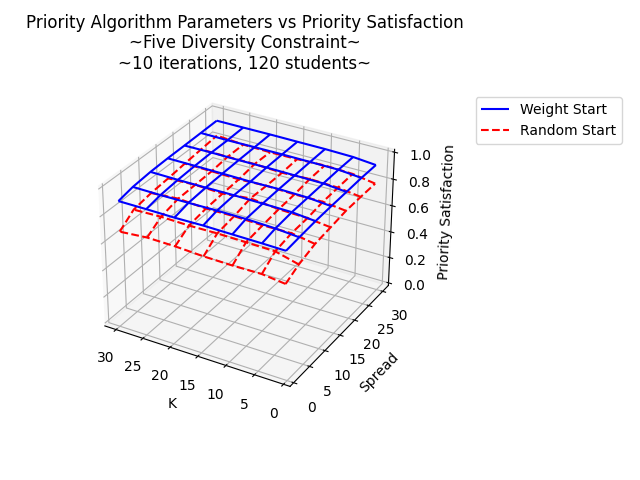 Priority Algorithm Parameters vs Priority Satisfaction
~Five Diversity Constraint~
~10 iterations, 120 students~
Weight Start
Random Start
1.0
0.8
0.6
0.4
0.2
0.0
Priority Satisfaction
30
25
20
15
10
5
0
K
0
5
10
15
20
25
30
Spread